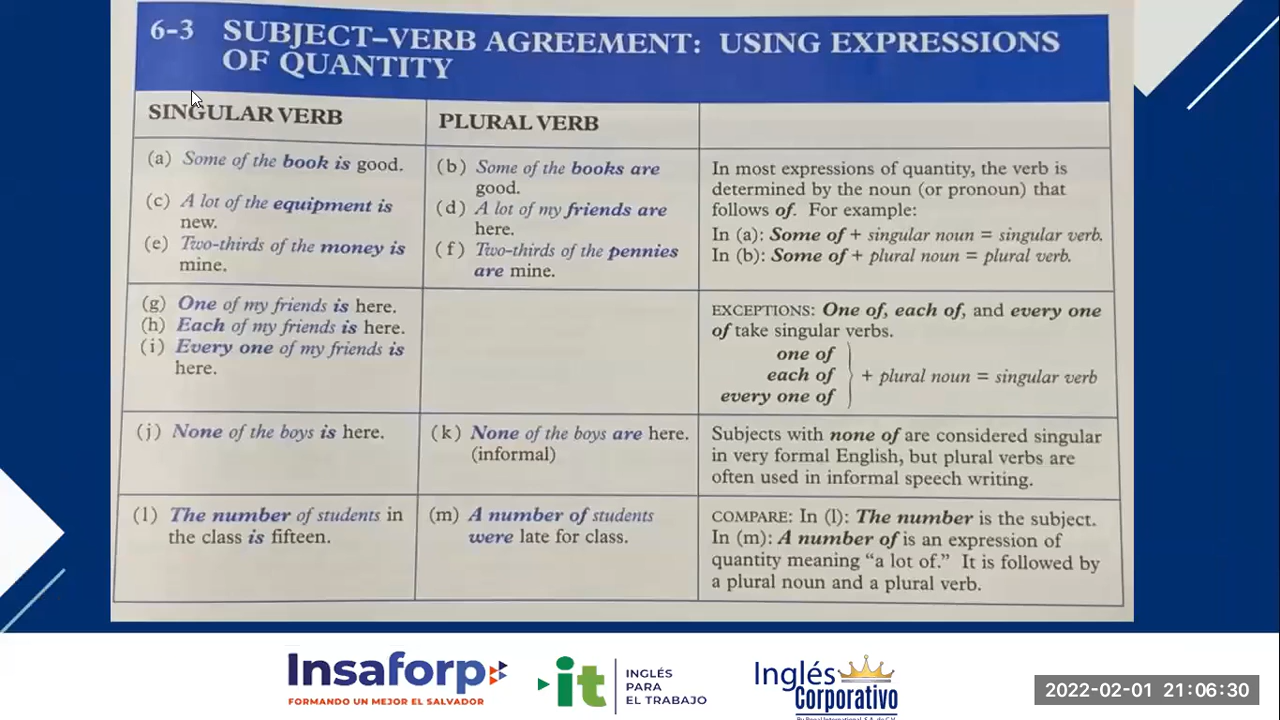 6-3 SUBJECT–VERB AGREEMENT: USING EXPRESSIONS
OF QUANTITY
SINGULAR VERB
PLURAL VERB
(a) Some of the book is good.
(b) Some of the books are
good.
In most expressions of quantity, the verb is
determined by the noun (or pronoun) that
follows of. For example:
In (a): Some of + singular noun = singular verb.
In (b): Some of + plural noun = plural verb.
(c) A lot of the equipment is
new.
(d) A lot of my friends are
here.
(e) Two-thirds of the money is
mine.
(f) Two-thirds of the pennies
are mine.
(g) One of my friends is here.
(h) Each of my friends is here.
(i) Every one of my friends is
here.
EXCEPTIONS: One of, each of, and every one
of take singular verbs.
one of
each of
every one of
+ plural noun = singular verb
(j) None of the boys is here.
(k) None of the boys are here.
(informal)
Subjects with none of are considered singular
in very formal English, but plural verbs are
often used in informal speech writing.
(l) The number of students in
the class is fifteen.
(m) A number of students
were late for class.
COMPARE: In (l): The number is the subject.
In (m): A number of is an expression of
quantity meaning “a lot of.” It is followed by
a plural noun and a plural verb.
Insaforp
FORMANDO UN MEJOR EL SALVADOR
it
INGLÉS
PARA
EL TRABAJO
Inglés
Corporativo
2022-02-01 21:06:30